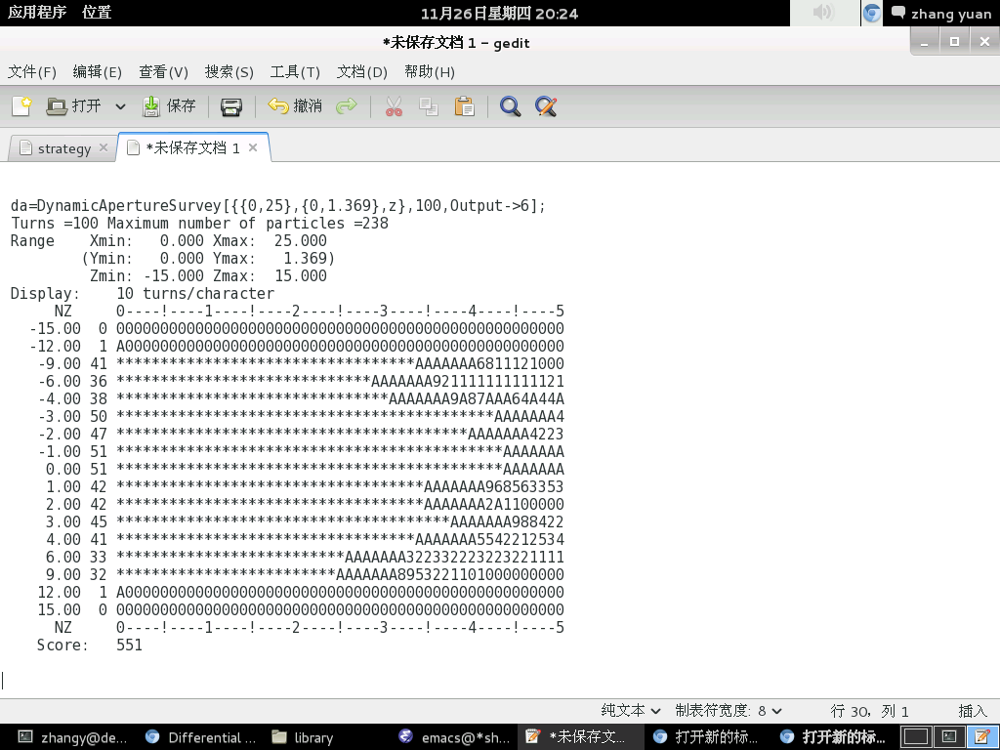 应用程序 位置 11月26日星期四 20:24 zhang yuan
*未保存文档 1 – gedit
文件(F) 编辑(E) 查看(V) 搜索(S) 工具(T) 文档(D) 帮助(H)
打开 保存 撤消
strategy *未保存文档 1
da=DynamicApertureSurvey[{{0,25},{0,1.369},z},100,Output->6];
Turns =100 Maximum number of particles =238
Range    Xmin:   0.000 Xmax:  25.000
        (Ymin:   0.000 Ymax:   1.369)
         Zmin: -15.000 Zmax:  15.000
Display:    10 turns/character
     NZ     0----!----1----!----2----!----3----!----4----!----5
  -15.00  0 000000000000000000000000000000000000000000000000000
  -12.00  1 A00000000000000000000000000000000000000000000000000
   -9.00 41 **********************************AAAAAAA6811121000
   -6.00 36 *****************************AAAAAAA921111111111121
   -4.00 38 *******************************AAAAAAA9A87AAA64A44A
   -3.00 50 *******************************************AAAAAAA4
   -2.00 47 ****************************************AAAAAAA4223
   -1.00 51 ********************************************AAAAAAA
    0.00 51 ********************************************AAAAAAA
    1.00 42 ***********************************AAAAAAA968563353
    2.00 42 ***********************************AAAAAAA2A1100000
    3.00 45 **************************************AAAAAAA988422
    4.00 41 **********************************AAAAAAA5542212534
    6.00 33 **************************AAAAAAA322332223223221111
    9.00 32 *************************AAAAAAA8953221101000000000
   12.00  1 A00000000000000000000000000000000000000000000000000
   15.00  0 000000000000000000000000000000000000000000000000000
     NZ     0----!----1----!----2----!----3----!----4----!----5
   Score:   551
纯文本 制表符宽度: 8 行 30, 列 1 插入
zhangy@de... Differential ... library emacs@*sh... *未保存文... 打开新的标... 打开新的标...